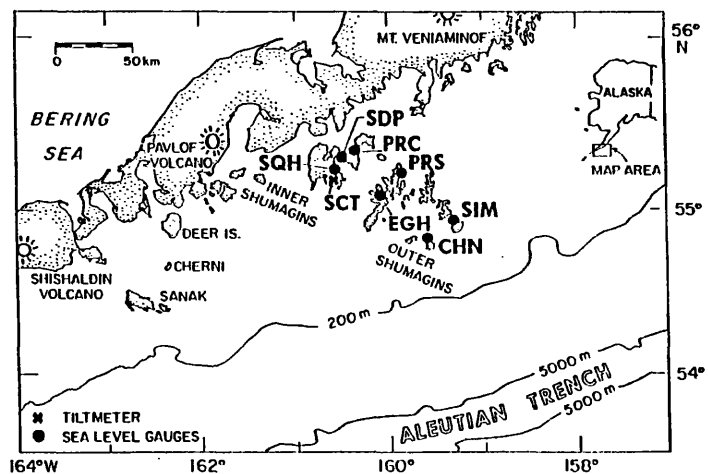 56°
N
MT. VENIAMINOF
0 50 km
ALASKA
BERING
SEA
SDP
PAVLOF
VOLCANO
PRC
SQH
PRS
MAP AREA
INNER
SHUMAGINS
SCT
SIM
55°
EGH
DEER IS.
CHN
OUTER
SHUMAGINS
CHERNI
SHISHALDIN
VOLCANO
SANAK
200 m
5000 m
54°
ALEUTIAN TRENCH
5000 m
TILTMETER
SEA LEVEL GAUGES
164°W
162°
160°
158°